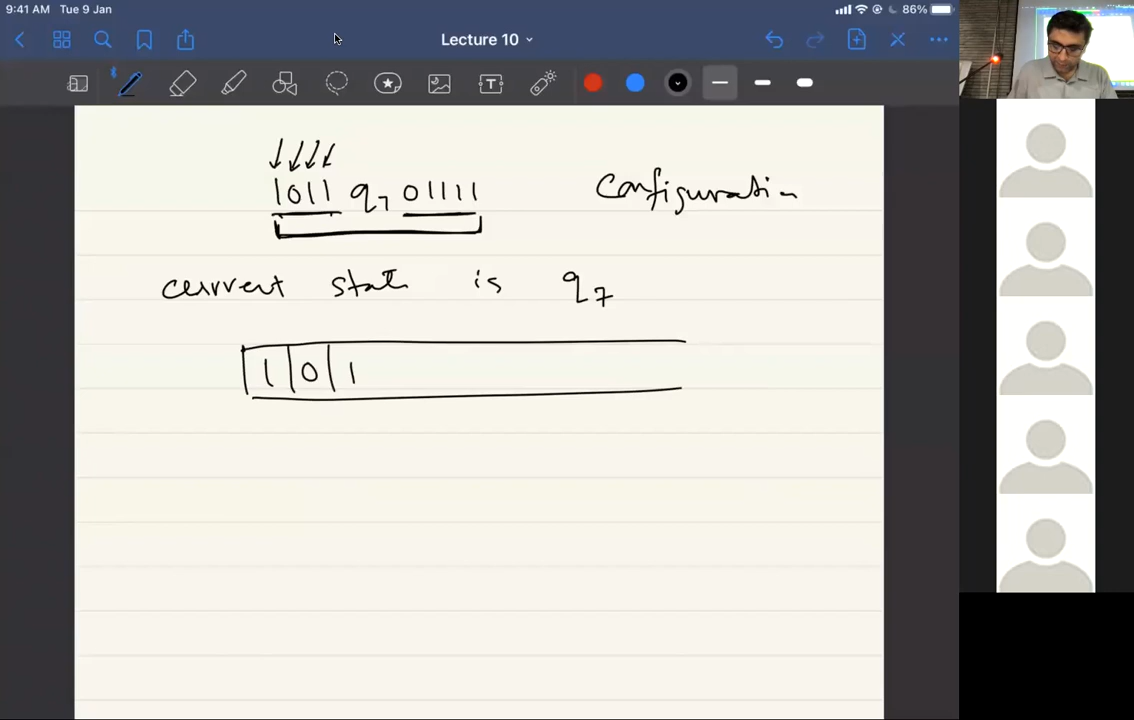 9:41 AM Tue 9 Jan
86%
Lecture 10
T
1011 q7 01111 Configuration
current state is q7
1 0 1